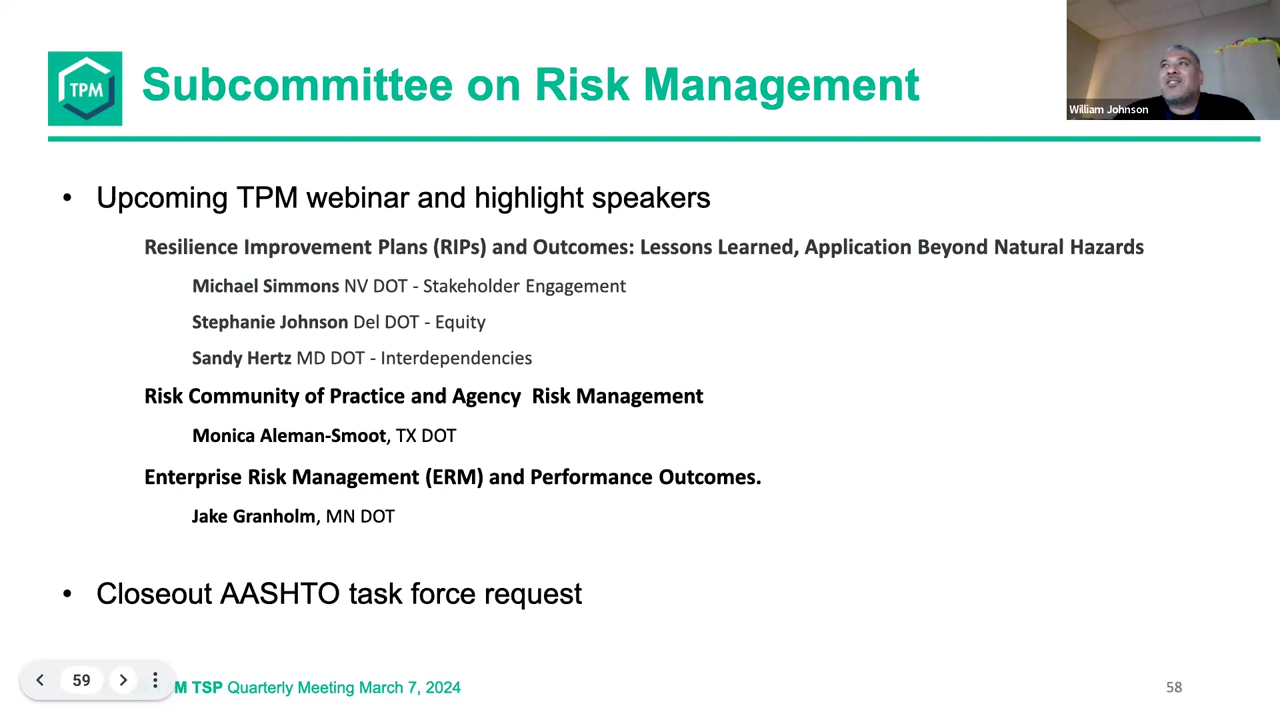 TPM
Subcommittee on Risk Management
William Johnson
• Upcoming TPM webinar and highlight speakers
Resilience Improvement Plans (RIPs) and Outcomes: Lessons Learned, Application Beyond Natural Hazards
Michael Simmons NV DOT - Stakeholder Engagement
Stephanie Johnson Del DOT - Equity
Sandy Hertz MD DOT - Interdependencies
Risk Community of Practice and Agency  Risk Management
Monica Aleman-Smoot, TX DOT
Enterprise Risk Management (ERM) and Performance Outcomes.
Jake Granholm, MN DOT
• Closeout AASHTO task force request
59
M TSP Quarterly Meeting March 7, 2024
58